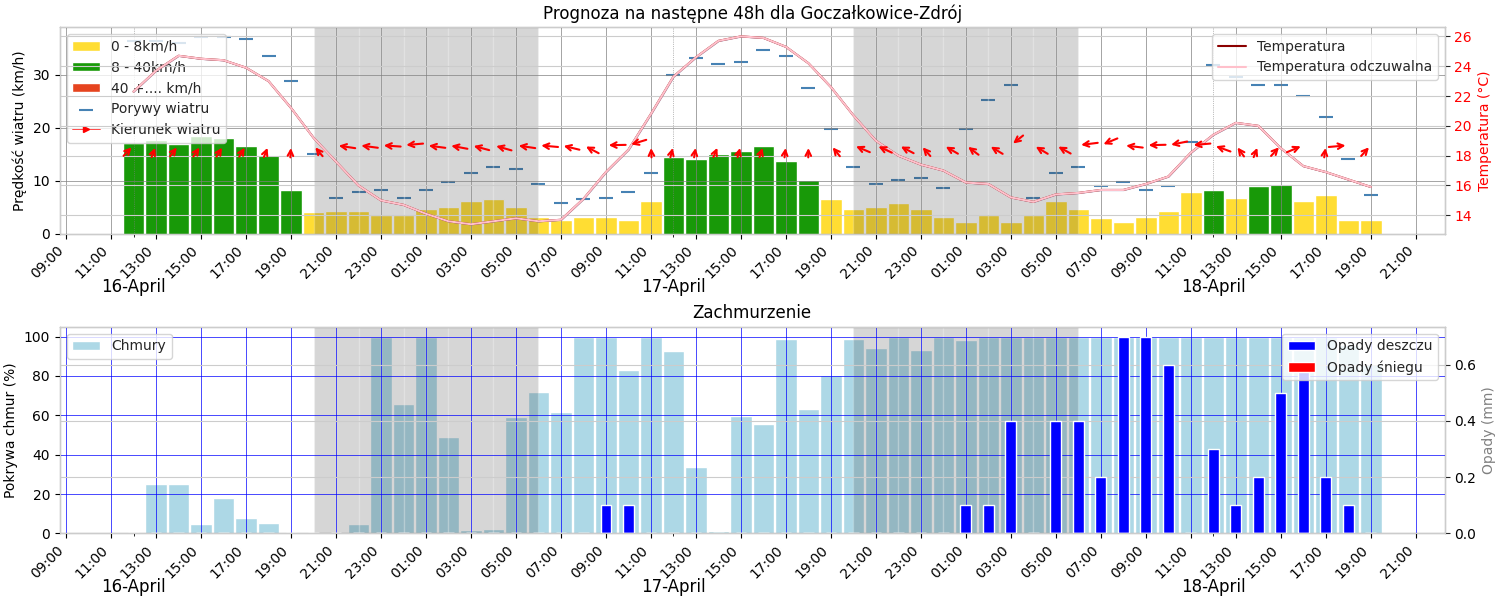 Prognoza na następne 48h dla Goczałkowice-Zdrój
Prędkość wiatru (km/h)
0 - 8km/h
8 - 40km/h
40 +.... km/h
Porywy wiatru
Kierunek wiatru
Temperatura
Temperatura odczuwalna
Temperatura (°C)
30
20
10
0
26
24
22
20
18
16
14
09:00 11:00 13:00 15:00 17:00 19:00 21:00 23:00 01:00 03:00 05:00 07:00 09:00 11:00 13:00 15:00 17:00 19:00 21:00 23:00 01:00 03:00 05:00 07:00 09:00 11:00 13:00 15:00 17:00 19:00 21:00
16-April 17-April 18-April
Zachmurzenie
Pokrywa chmur (%)
Chmury
Opady deszczu
Opady śniegu
Opady (mm)
100
80
60
40
20
0
0.6
0.4
0.2
0.0
09:00 11:00 13:00 15:00 17:00 19:00 21:00 23:00 01:00 03:00 05:00 07:00 09:00 11:00 13:00 15:00 17:00 19:00 21:00 23:00 01:00 03:00 05:00 07:00 09:00 11:00 13:00 15:00 17:00 19:00 21:00
16-April 17-April 18-April